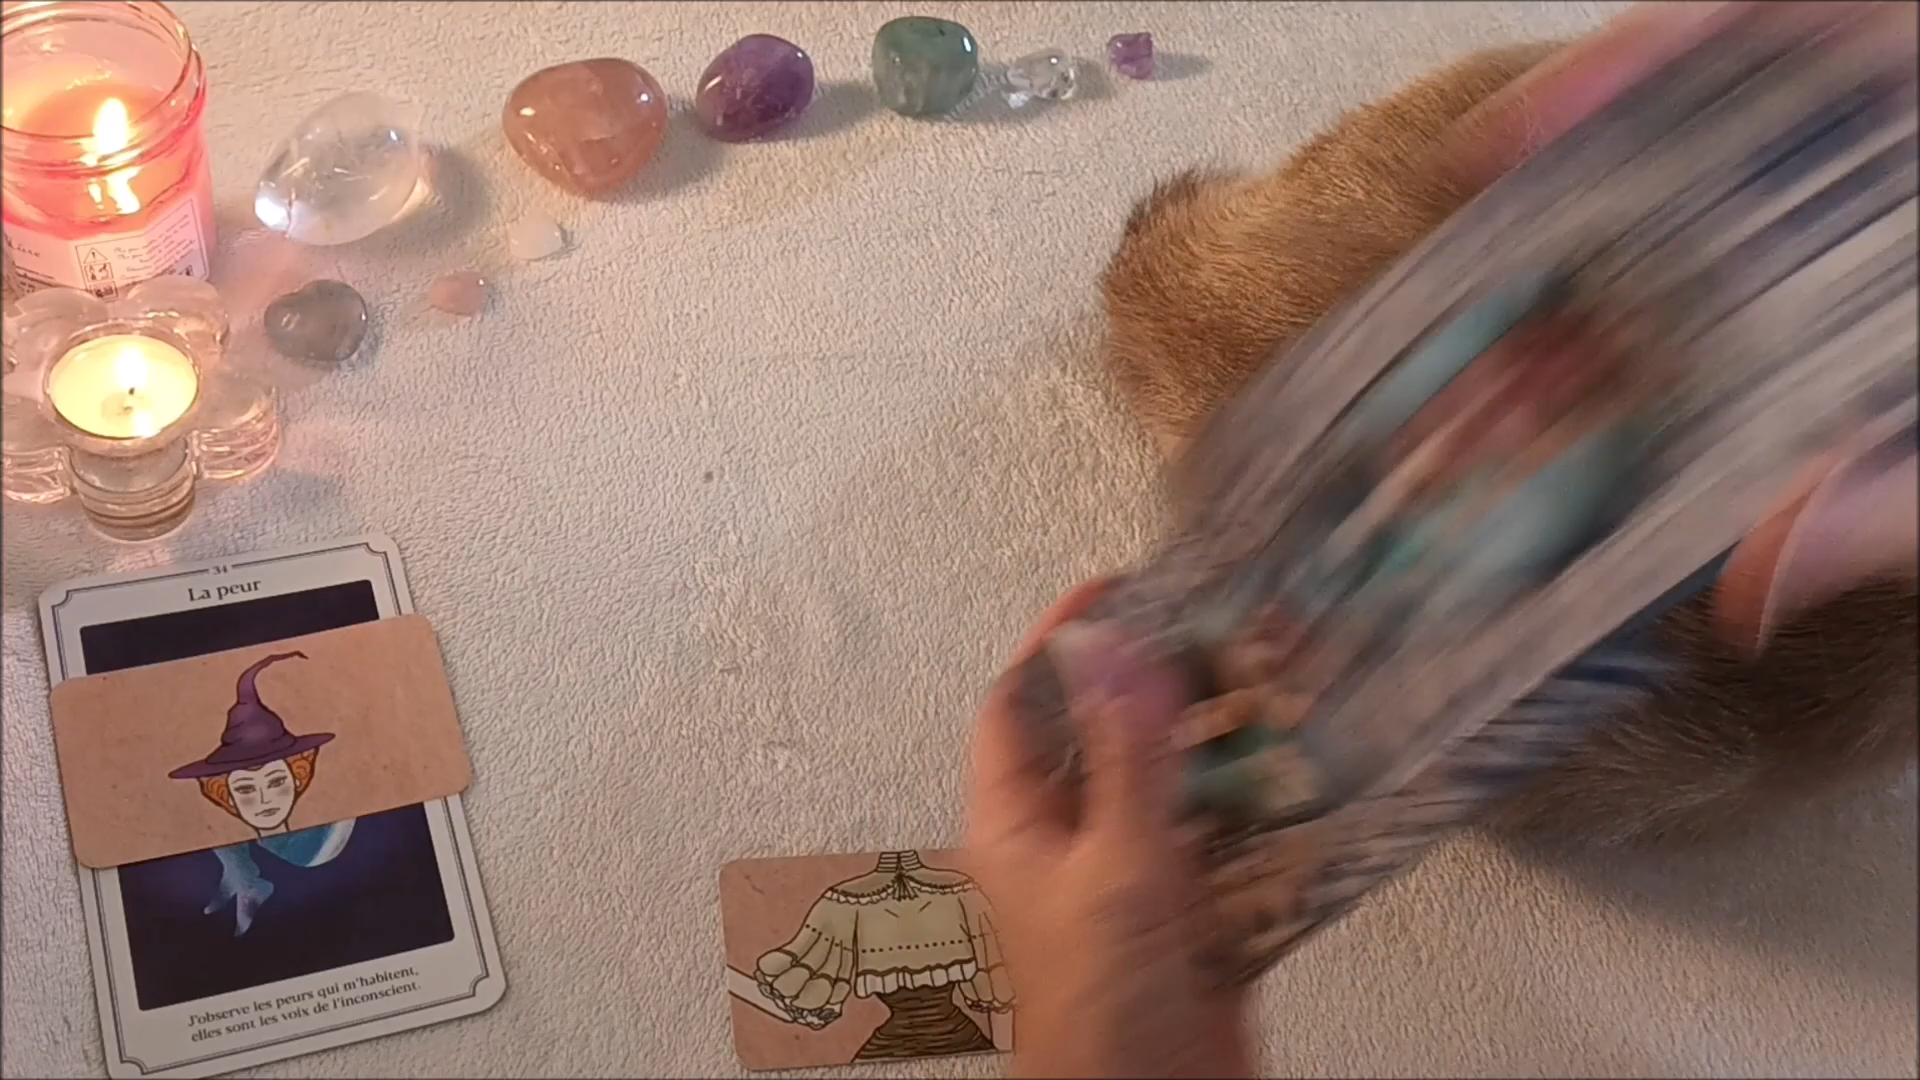 34
La peur
J'observe les peurs qui m'habitent,
elles sont les voix de l'inconscient.